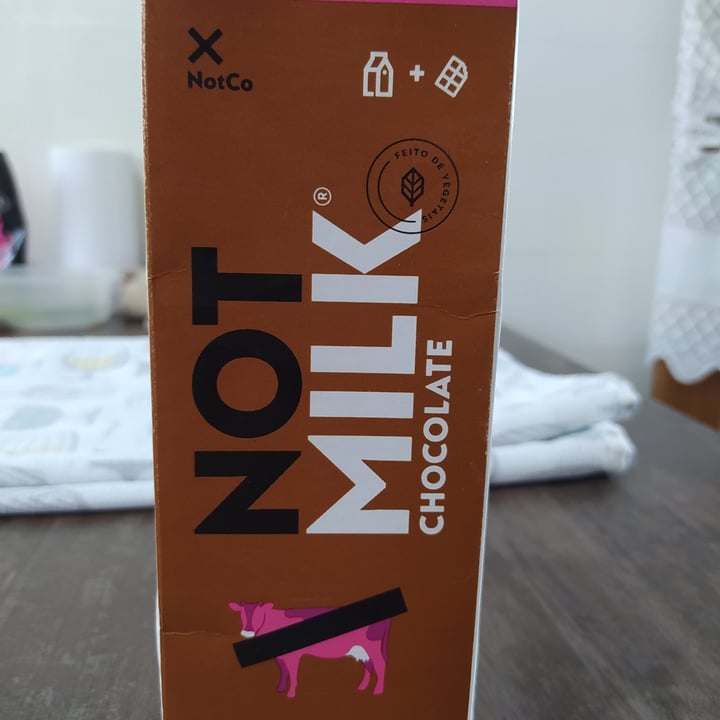 NotCo
FEITO DE VEGETAIS
NOT
MILK®
CHOCOLATE